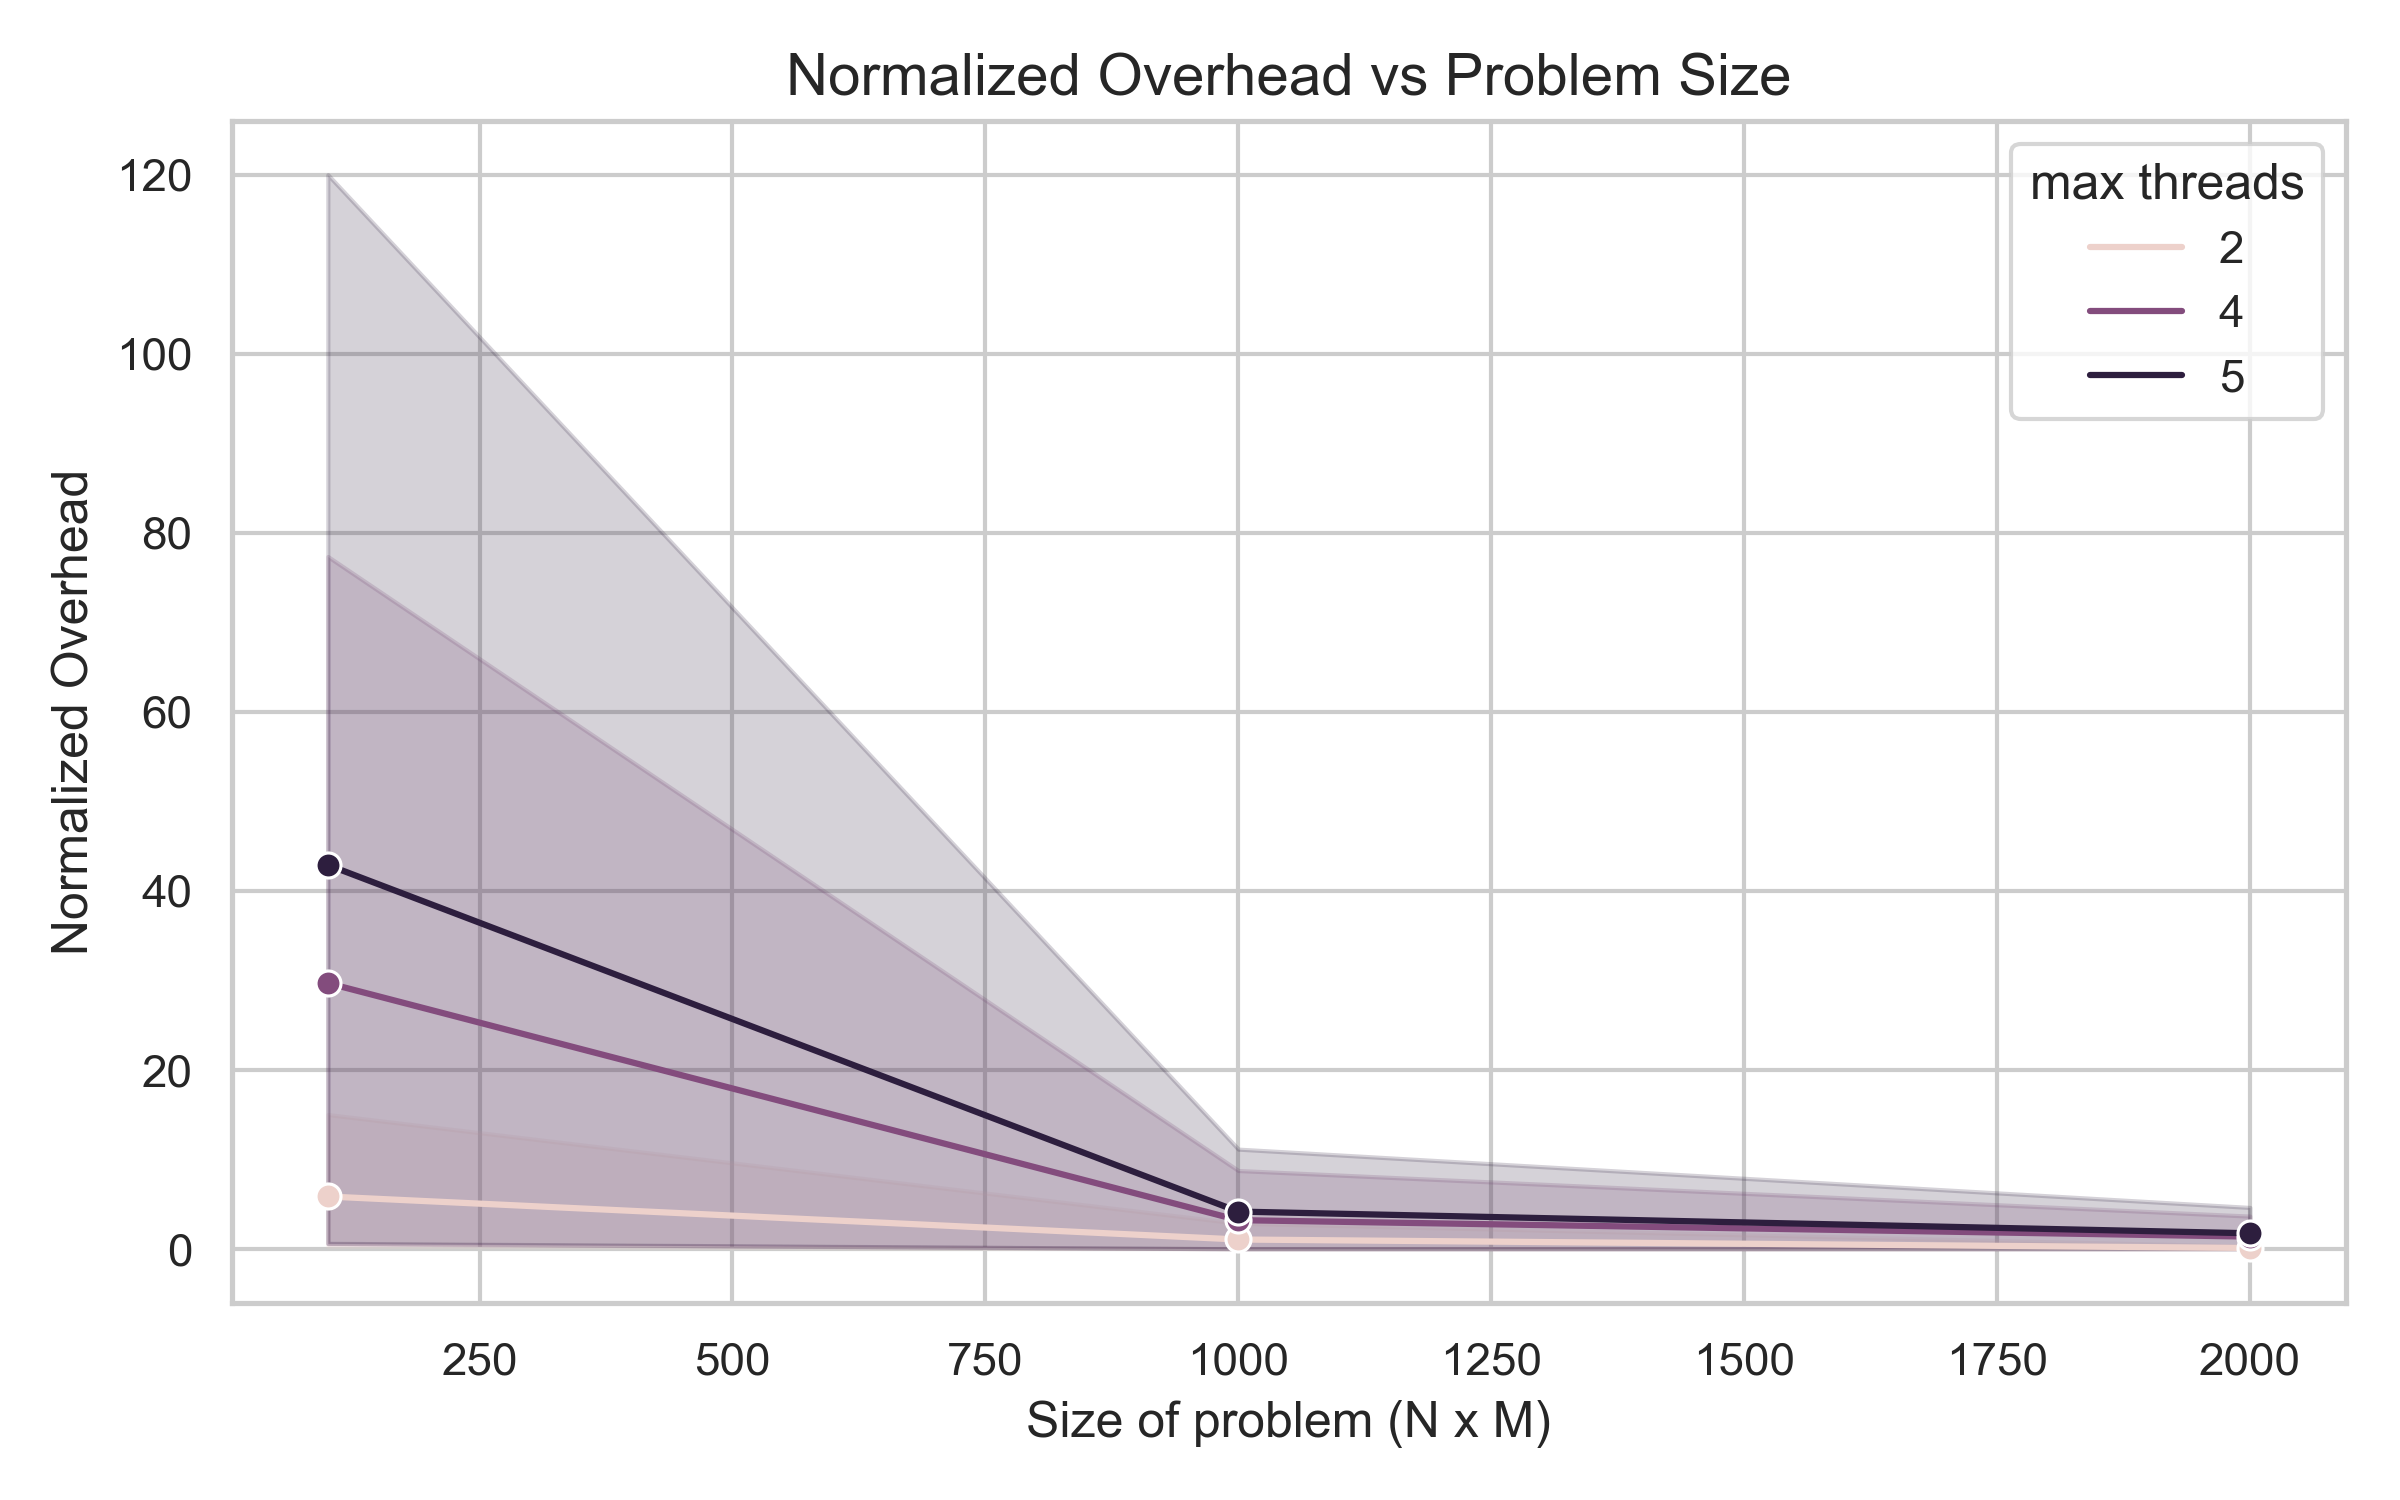 Normalized Overhead vs Problem Size
max threads
2
4
5
Normalized Overhead
120
100
80
60
40
20
0
250 500 750 1000 1250 1500 1750 2000
Size of problem (N x M)